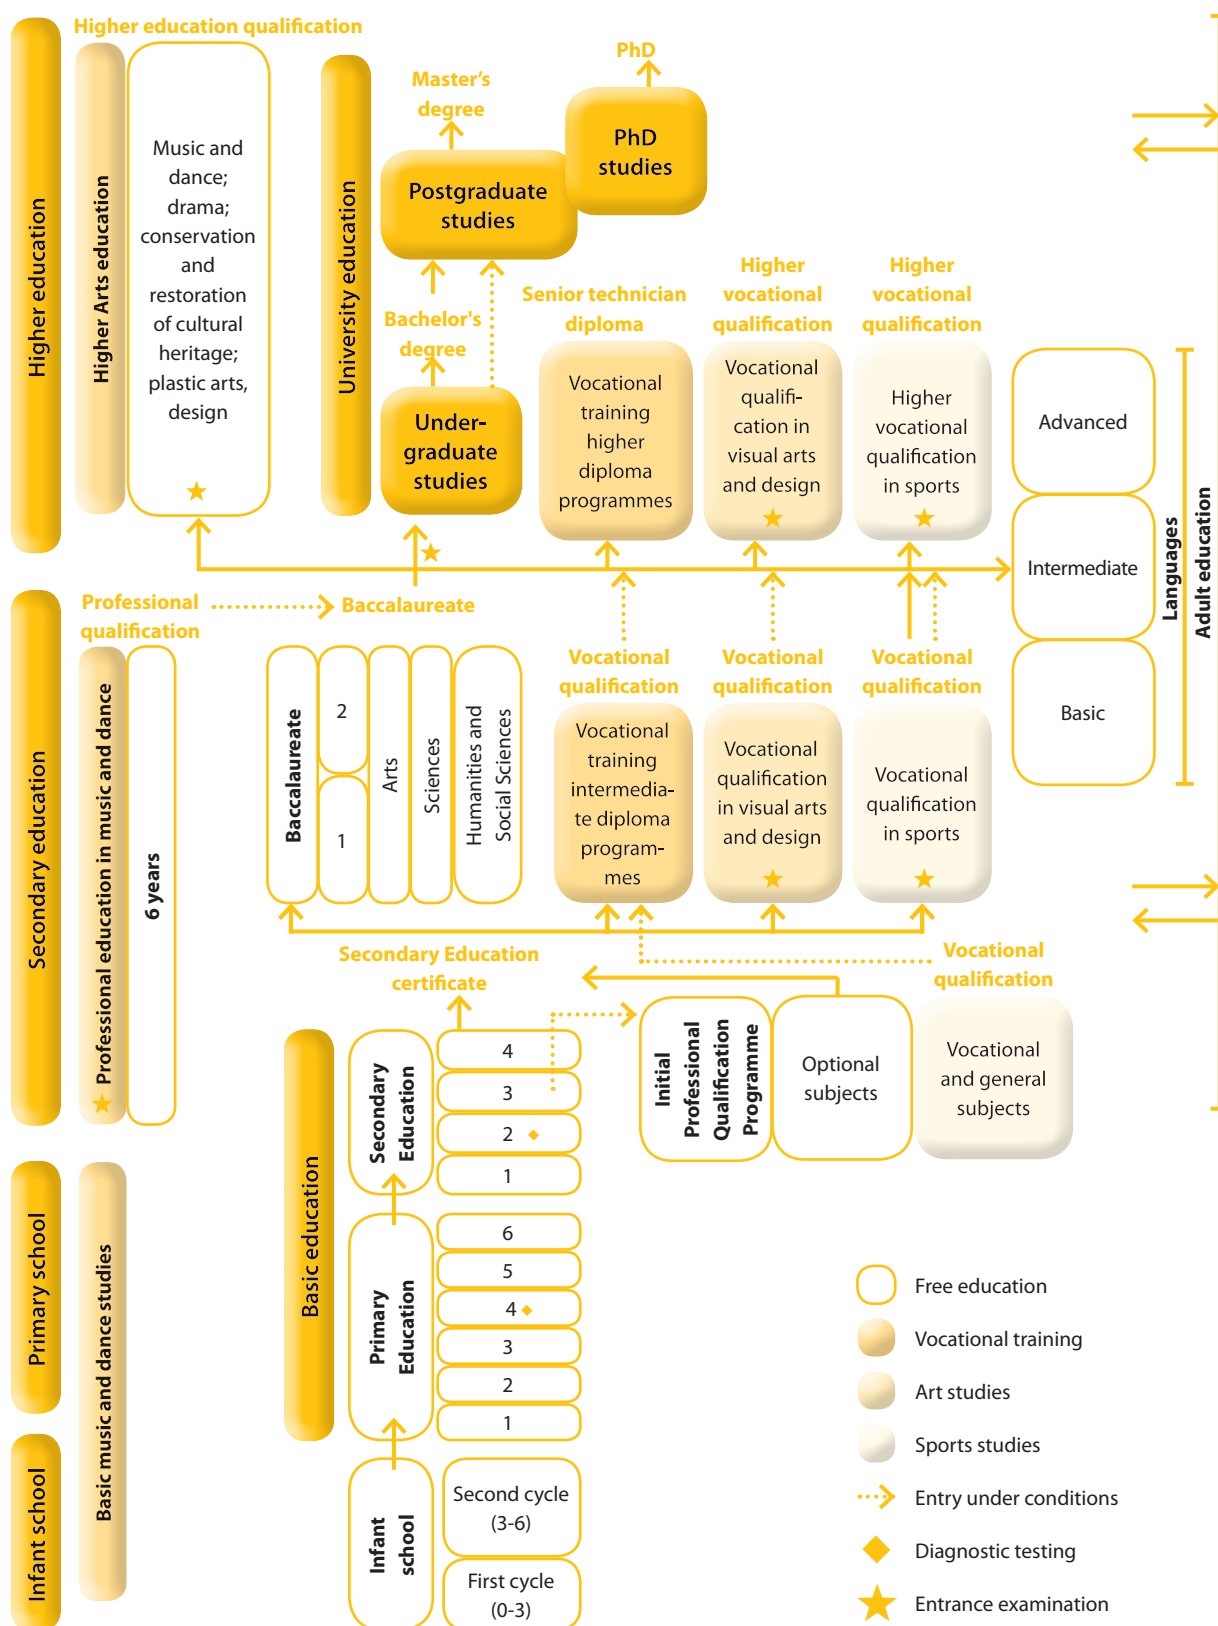 Higher education qualification
Higher education
Higher Arts education
Music and
dance;
drama;
conservation
and
restoration
of cultural
heritage;
plastic arts,
design
University education
Master's
degree
PhD
PhD
studies
Postgraduate
studies
Bachelor's
degree
Under-
graduate
studies
Senior technician
diploma
Vocational
training
higher
diploma
programmes
Higher
vocational
qualification
Vocational
qualifi-
cation in
visual arts
and design
Higher
vocational
qualification
Higher
vocational
qualification
in sports
Advanced
Intermediate
Basic
Languages
Adult education
Secondary education
Professional
qualification
Baccalaureate
Professional education in music and dance
6 years
Baccalaureate
2
1
Arts
Sciences
Humanities and
Social Sciences
Vocational
qualification
Vocational
training
intermedia-
te diploma
program-
mes
Vocational
qualification
Vocational
qualification
in visual arts
and design
Vocational
qualification
Vocational
qualification
in sports
Secondary Education
certificate
Vocational
qualification
Initial
Professional
Qualification
Programme
Optional
subjects
Vocational
and general
subjects
Basic education
Secondary
Education
4
3
2
1
Primary school
Basic music and dance studies
Primary
Education
6
5
4
3
2
1
Infant school
Infant
school
Second cycle
(3-6)
First cycle
(0-3)
Free education
Vocational training
Art studies
Sports studies
Entry under conditions
Diagnostic testing
Entrance examination